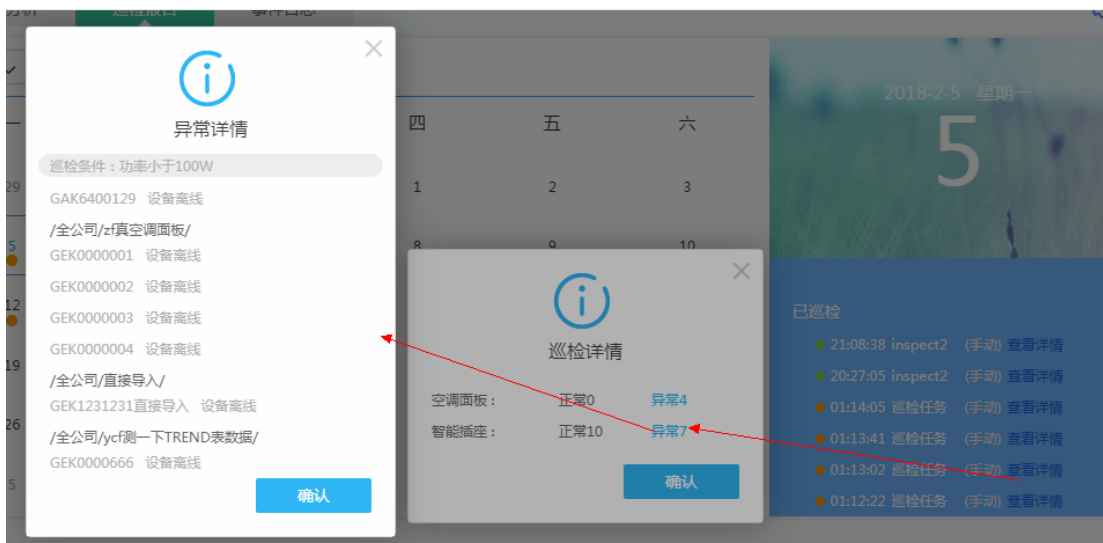 巡检报告
事件日志
异常详情
巡检条件：功率小于100W
GAK6400129 设备离线
/全公司/zf真空调面板/
GEK0000001 设备离线
GEK0000002 设备离线
GEK0000003 设备离线
GEK0000004 设备离线
/全公司/直接导入/
GEK1231231直接导入 设备离线
/全公司/ycf测一下TREND表数据/
GEK0000666 设备离线
确认
一
四
五
六
29
1
2
3
5
8
9
10
12
19
26
5
巡检详情
空调面板： 正常0 异常4
智能插座： 正常10 异常7
确认
2018-2-5 星期一
5
已巡检
21:08:38 inspect2 (手动) 查看详情
20:27:05 inspect2 (手动) 查看详情
01:14:05 巡检任务 (手动) 查看详情
01:13:41 巡检任务 (手动) 查看详情
01:13:02 巡检任务 (手动) 查看详情
01:12:22 巡检任务 (手动) 查看详情